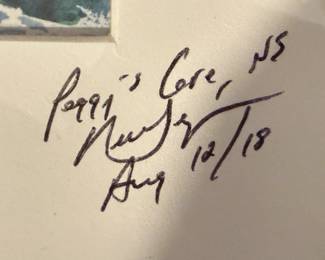 Peggy's Cove, NS
Aug 12/18